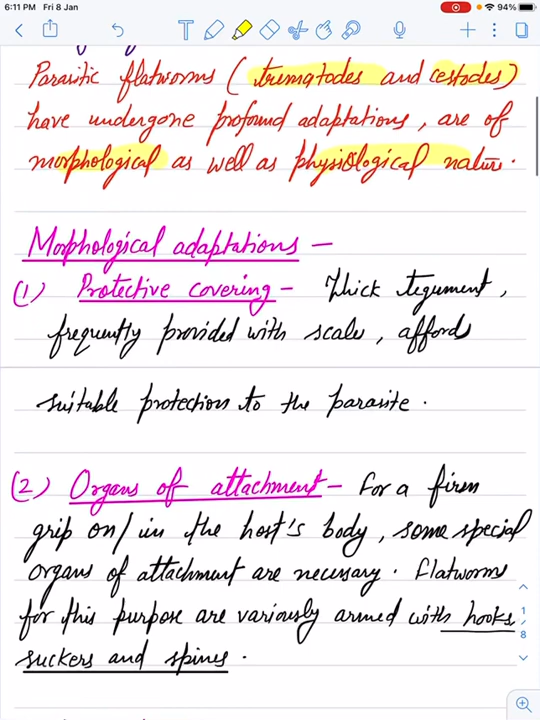 6:11 PM Fri 8 Jan
94%
Parasitic flatworms (trematodes and cestodes)
have undergone profound adaptations, are of
morphological as well as physiological nature.
Morphological adaptations —
(1) Protective covering - Thick tegument,
frequently provided with scales, afford
suitable protection to the parasite.
(2) Organs of attachment - For a firm
grip on/in the host's body, some special
organs of attachment are necessary. Flatworms
for this purpose are variously armed with hooks,
suckers and spines.
1/8